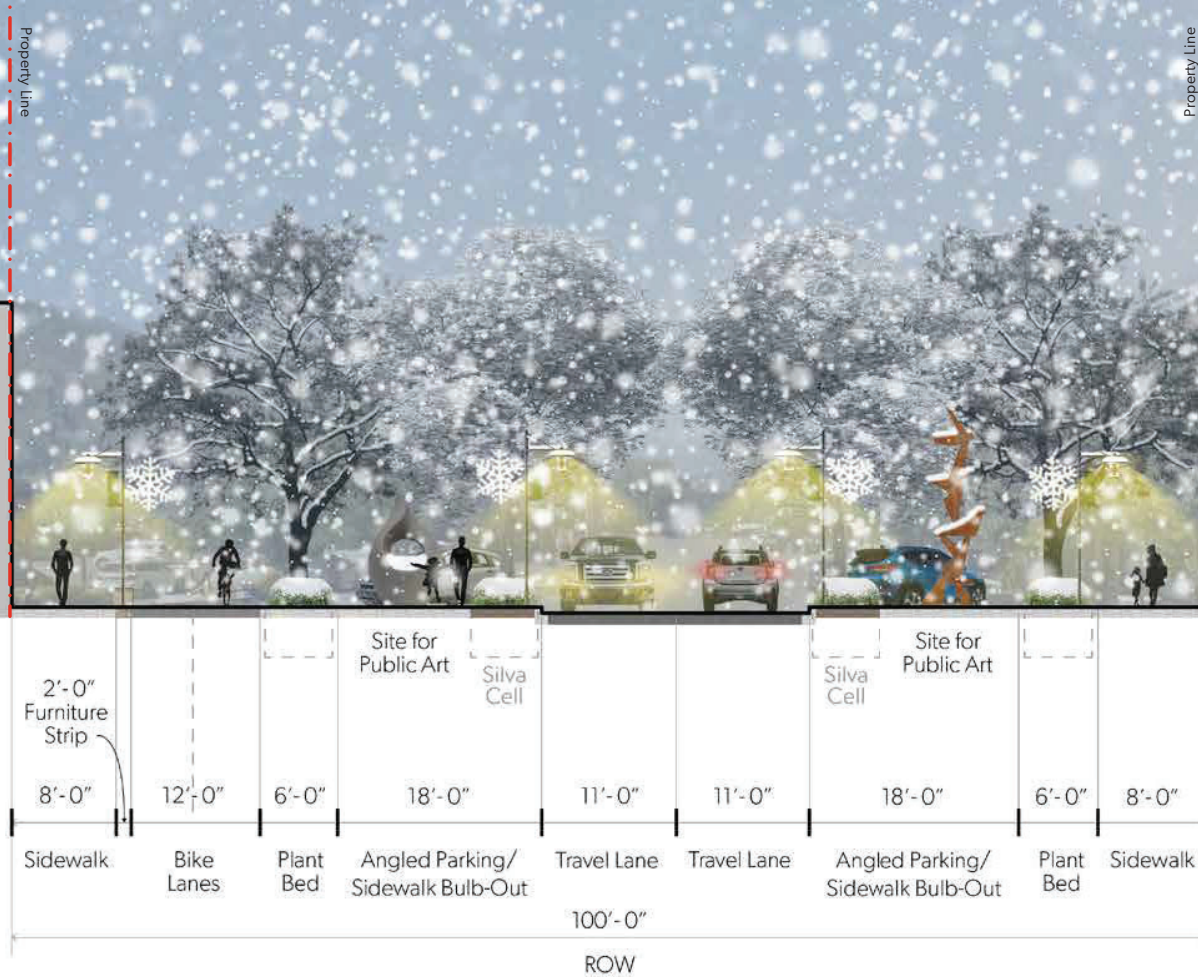 Property Line
Property Line
Site for
Public Art
Silva
Cell
Silva
Cell
Site for
Public Art
2'-0"
Furniture
Strip
8'-0"
12'-0"
6'-0"
18'-0"
11'-0"
11'-0"
18'-0"
6'-0"
8'-0"
Sidewalk
Bike
Lanes
Plant
Bed
Angled Parking/
Sidewalk Bulb-Out
Travel Lane
Travel Lane
Angled Parking/
Sidewalk Bulb-Out
Plant
Bed
Sidewalk
100'-0"
ROW